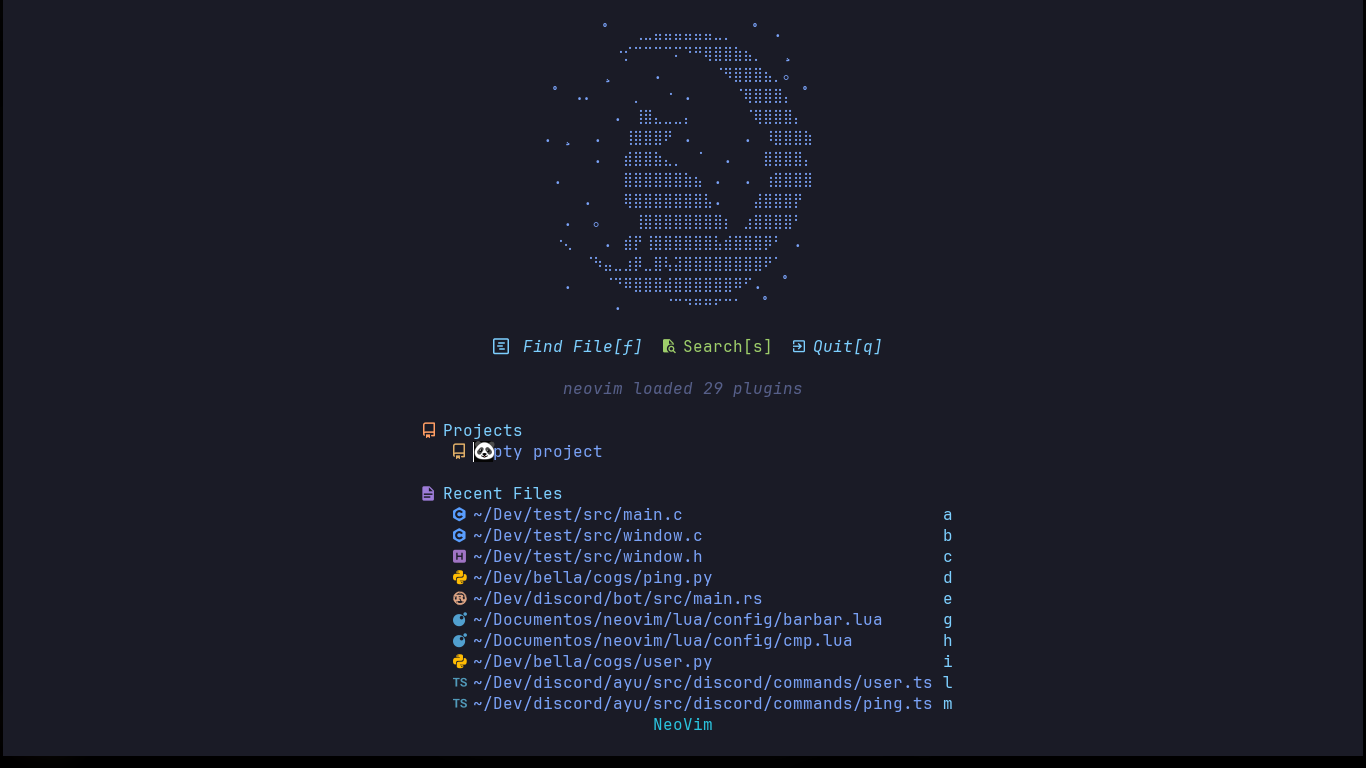 Find File[f] Search[s] Quit[q]
neovim loaded 29 plugins
Projects
pty project
Recent Files
~/Dev/test/src/main.c a
~/Dev/test/src/window.c b
~/Dev/test/src/window.h c
~/Dev/bella/cogs/ping.py d
~/Dev/discord/bot/src/main.rs e
~/Documentos/neovim/lua/config/barbar.lua g
~/Documentos/neovim/lua/config/cmp.lua h
~/Dev/bella/cogs/user.py i
TS ~/Dev/discord/ayu/src/discord/commands/user.ts l
TS ~/Dev/discord/ayu/src/discord/commands/ping.ts m
NeoVim